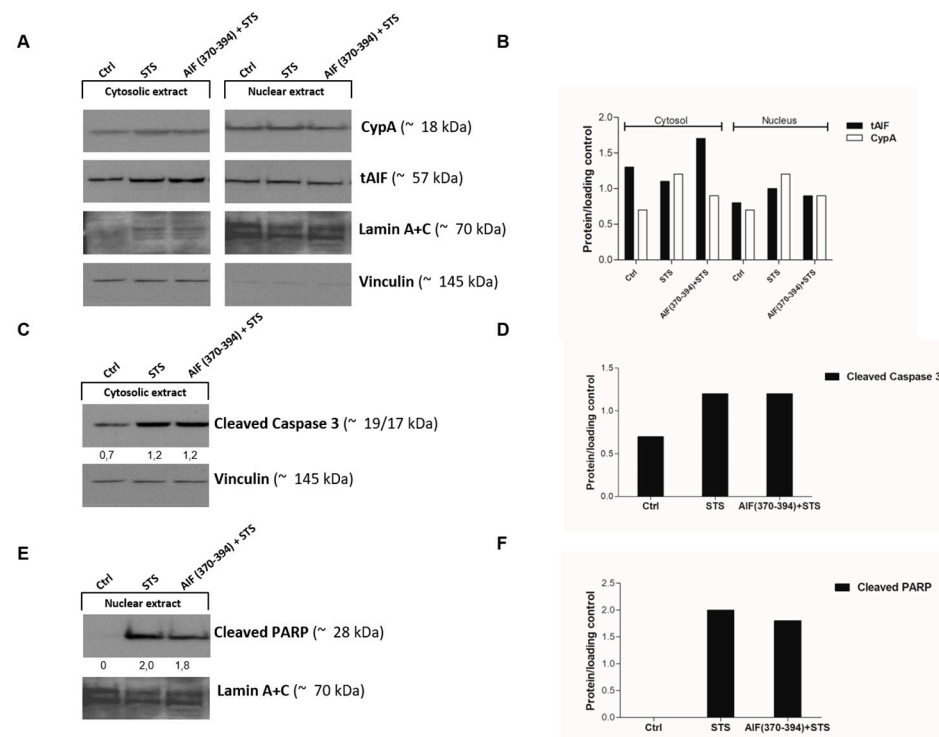 A
Ctrl
STS
AIF(370-394) + STS
Ctrl
STS
AIF(370-394) + STS
Cytosolic extract
Nuclear extract
CypA (~ 18 kDa)
tAIF (~ 57 kDa)
Lamin A+C (~ 70 kDa)
Vinculin (~ 145 kDa)
B
2.0
1.5
1.0
0.5
0.0
Protein/loading control
Cytosol
Nucleus
tAIF
CypA
Ctrl
STS
AIF(370-394)+STS
Ctrl
STS
AIF(370-394)+STS
C
Ctrl
STS
AIF (370-394) + STS
Cytosolic extract
Cleaved Caspase 3 (~ 19/17 kDa)
0,7 1,2 1,2
Vinculin (~ 145 kDa)
D
1.5
1.0
0.5
0.0
Protein/loading control
Cleaved Caspase 3
Ctrl STS AIF(370-394)+STS
E
Ctrl
STS
AIF (370-394) + STS
Nuclear extract
Cleaved PARP (~ 28 kDa)
0 2,0 1,8
Lamin A+C (~ 70 kDa)
F
2.5
2.0
1.5
1.0
0.5
0.0
Protein/loading control
Cleaved PARP
Ctrl STS AIF(370-394)+STS